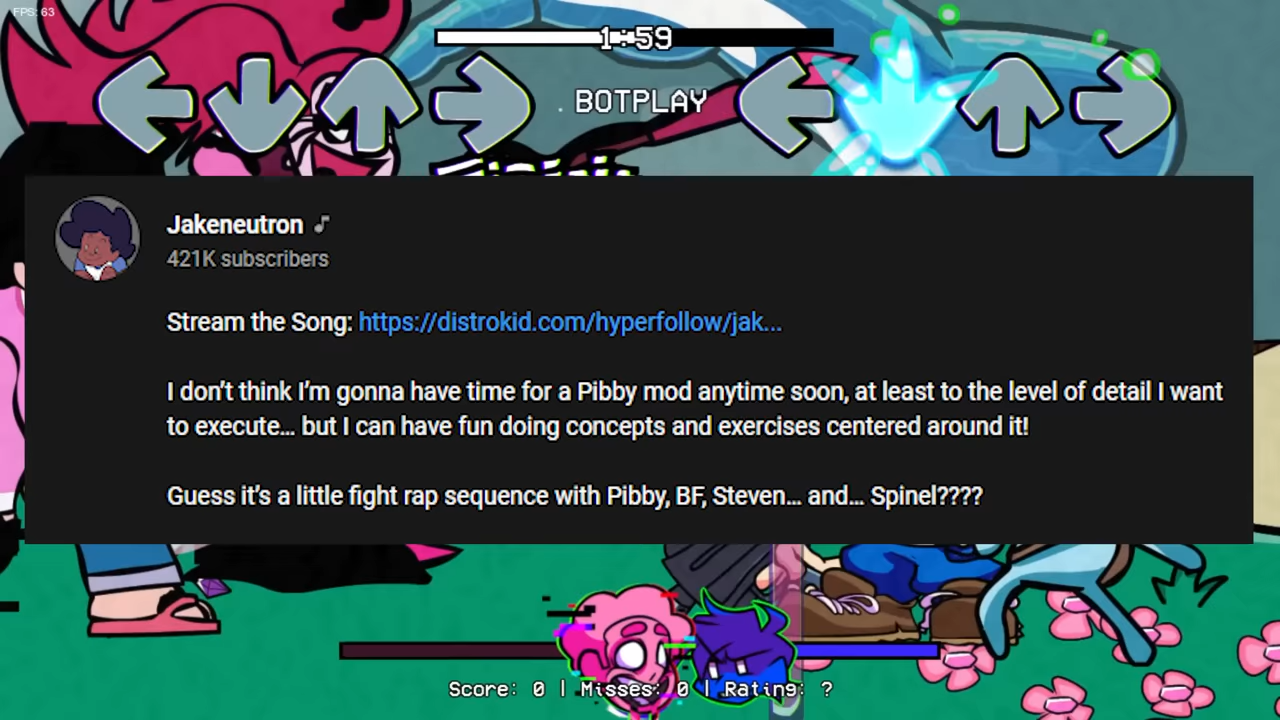 FPS: 63
1:59
BOTPLAY
Jakeneutron ♪
421K subscribers
Stream the Song: https://distrokid.com/hyperfollow/jak...
I don't think I'm gonna have time for a Pibby mod anytime soon, at least to the level of detail I want
to execute... but I can have fun doing concepts and exercises centered around it!
Guess it's a little fight rap sequence with Pibby, BF, Steven... and... Spinel????
Score: 0 | Misses: 0 | Rating: ?